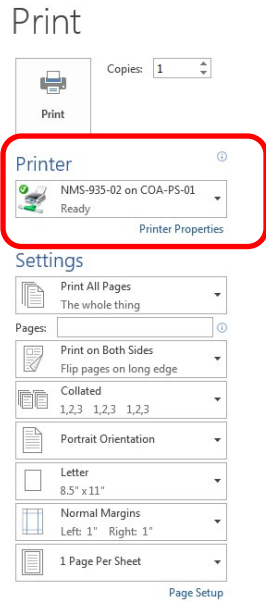 Print
Copies: 1
Print
Printer
NMS-935-02 on COA-PS-01
Ready
Printer Properties
Settings
Print All Pages
The whole thing
Pages:
Print on Both Sides
Flip pages on long edge
Collated
1,2,3 1,2,3 1,2,3
Portrait Orientation
Letter
8.5" x 11"
Normal Margins
Left: 1" Right: 1"
1 Page Per Sheet
Page Setup